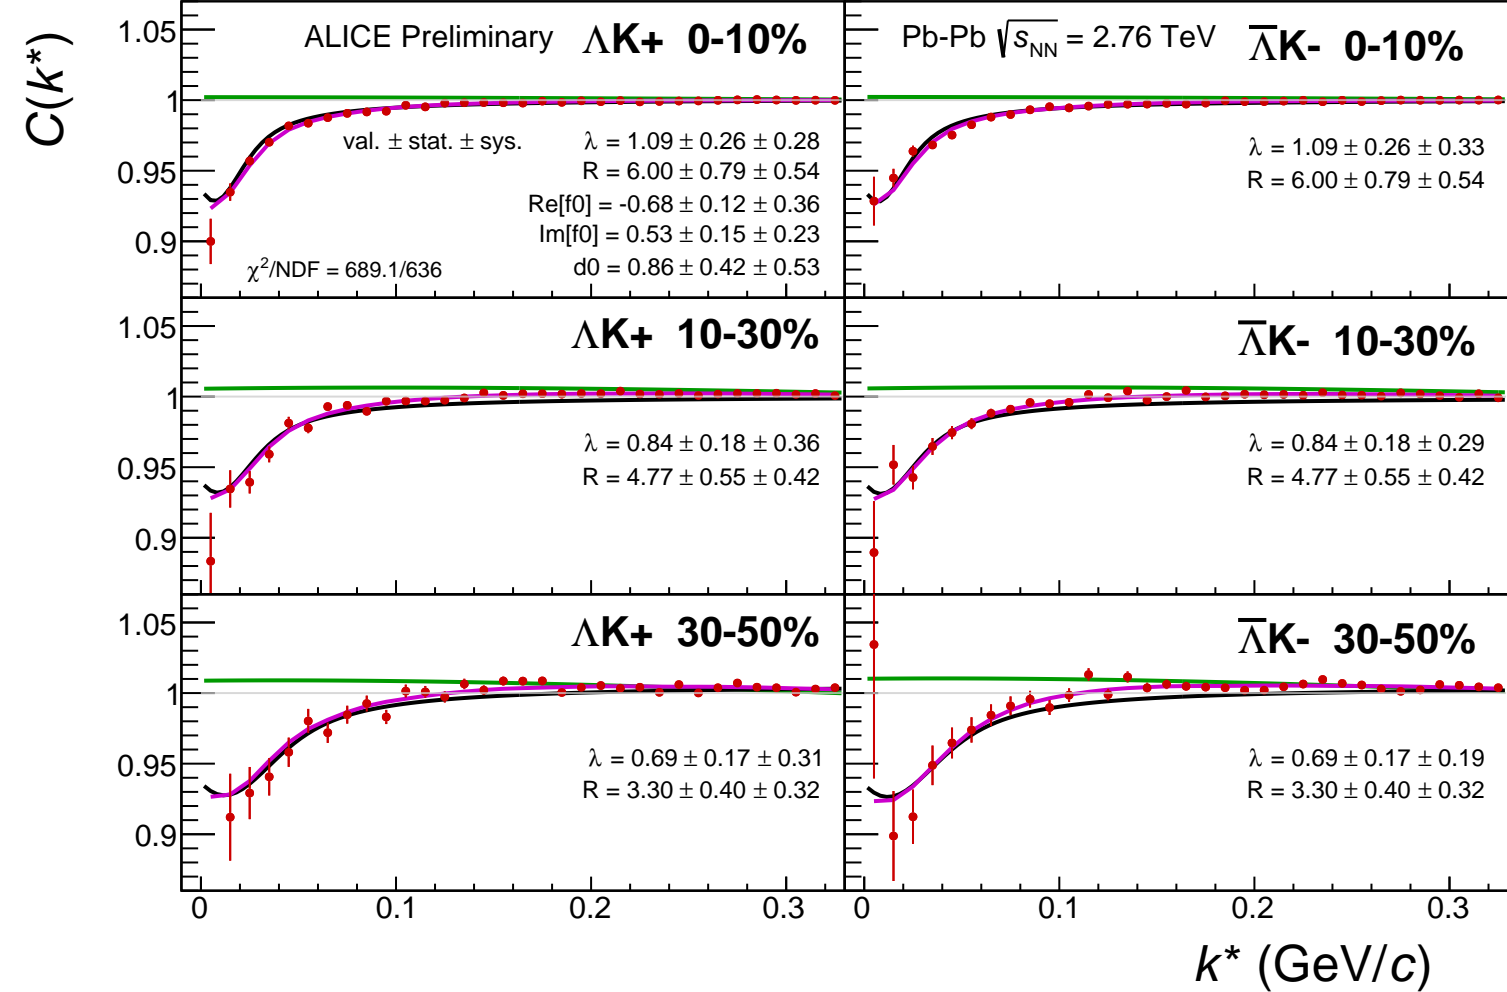 C(k*)
ALICE Preliminary ΛK+ 0-10%
1.05
1
0.95
0.9
val. ± stat. ± sys.
λ = 1.09 ± 0.26 ± 0.28
R = 6.00 ± 0.79 ± 0.54
Re[f0] = -0.68 ± 0.12 ± 0.36
Im[f0] = 0.53 ± 0.15 ± 0.23
d0 = 0.86 ± 0.42 ± 0.53
χ²/NDF = 689.1/636
Pb-Pb √sNN = 2.76 TeV Λ̅K- 0-10%
λ = 1.09 ± 0.26 ± 0.33
R = 6.00 ± 0.79 ± 0.54
ΛK+ 10-30%
1.05
1
0.95
0.9
λ = 0.84 ± 0.18 ± 0.36
R = 4.77 ± 0.55 ± 0.42
Λ̅K- 10-30%
λ = 0.84 ± 0.18 ± 0.29
R = 4.77 ± 0.55 ± 0.42
ΛK+ 30-50%
1.05
1
0.95
0.9
λ = 0.69 ± 0.17 ± 0.31
R = 3.30 ± 0.40 ± 0.32
Λ̅K- 30-50%
λ = 0.69 ± 0.17 ± 0.19
R = 3.30 ± 0.40 ± 0.32
0 0.1 0.2 0.3 0 0.1 0.2 0.3
k* (GeV/c)